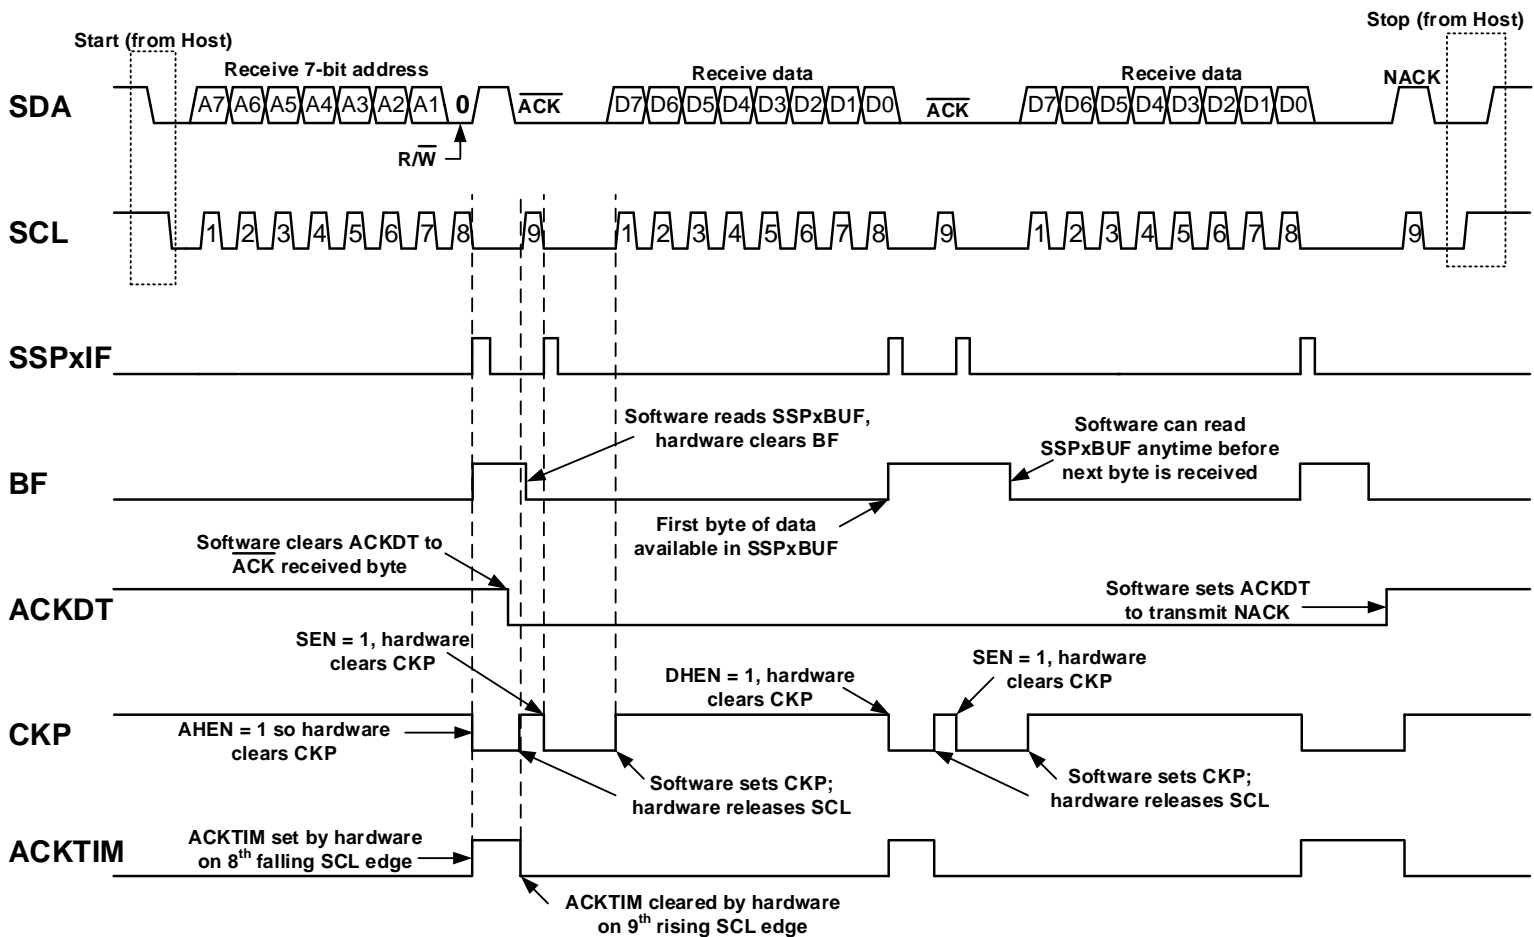 Start (from Host)
Stop (from Host)
Receive 7-bit address
Receive data
Receive data
NACK
SDA
A7 A6 A5 A4 A3 A2 A1 0 ACK D7 D6 D5 D4 D3 D2 D1 D0 ACK D7 D6 D5 D4 D3 D2 D1 D0
R/W
SCL
1 2 3 4 5 6 7 8 9 1 2 3 4 5 6 7 8 9 1 2 3 4 5 6 7 8 9
SSPxIF
Software reads SSPxBUF,
hardware clears BF
Software can read
SSPxBUF anytime before
next byte is received
BF
First byte of data
available in SSPxBUF
Software clears ACKDT to
ACK received byte
ACKDT
Software sets ACKDT
to transmit NACK
SEN = 1, hardware
clears CKP
DHEN = 1, hardware
clears CKP
SEN = 1, hardware
clears CKP
CKP
AHEN = 1 so hardware
clears CKP
Software sets CKP;
hardware releases SCL
Software sets CKP;
hardware releases SCL
ACKTIM
ACKTIM set by hardware
on 8th falling SCL edge
ACKTIM cleared by hardware
on 9th rising SCL edge